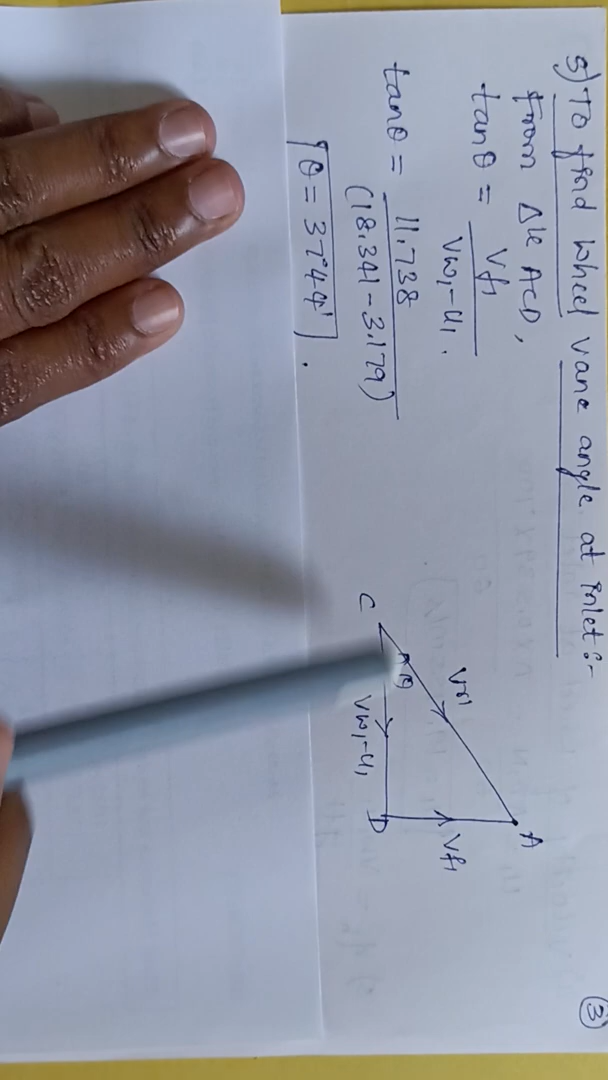 ③
5) To find wheel vane angle at inlet :-
from Δle ACD,
tanθ = Vf1 / Vw1-u1.
tanθ = 11.738 / (18.341 - 3.179)
θ = 37°44' .
A
Vr1
Vf1
C
θ
D
Vw1-u1